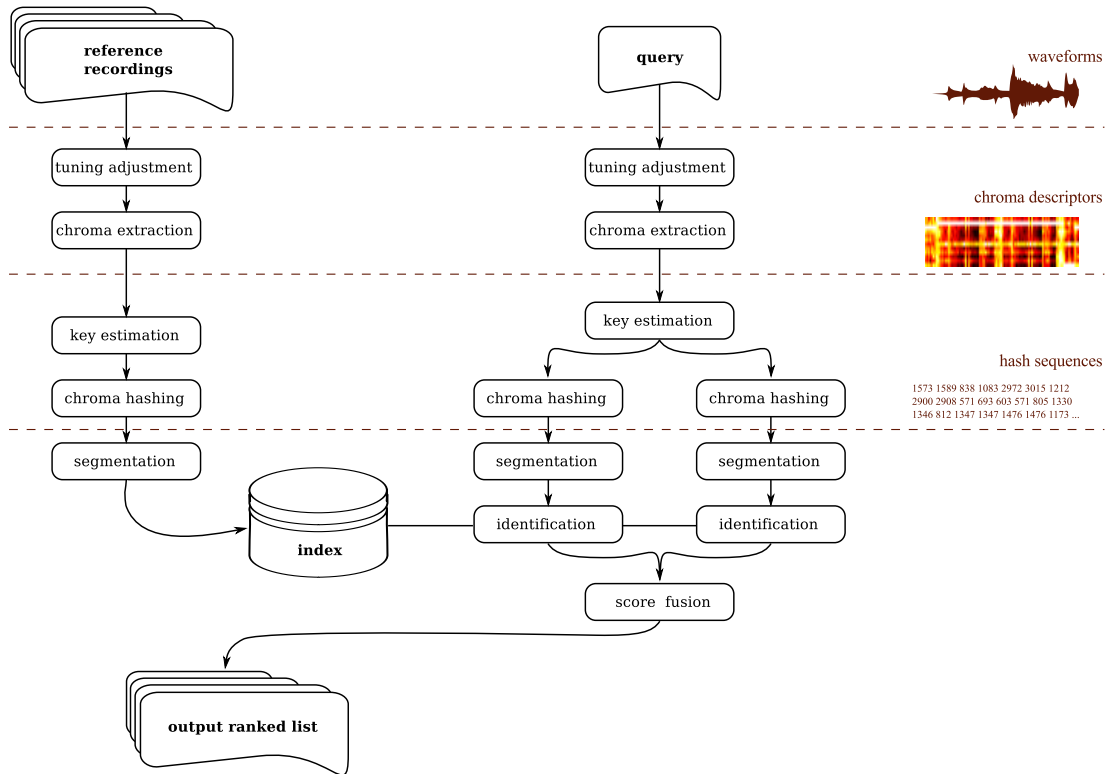 reference
recordings
query
waveforms
tuning adjustment
tuning adjustment
chroma descriptors
chroma extraction
chroma extraction
key estimation
key estimation
hash sequences
chroma hashing
chroma hashing
chroma hashing
1573 1589 838 1083 2972 3015 1212
2900 2908 571 693 603 571 805 1330
1346 812 1347 1347 1476 1476 1173 ...
segmentation
segmentation
segmentation
index
identification
identification
score fusion
output ranked list